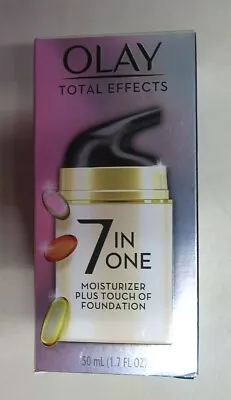 OLAY
TOTAL EFFECTS
7 IN
ONE
MOISTURIZER
PLUS TOUCH OF
FOUNDATION
50 mL (1.7 FL OZ)